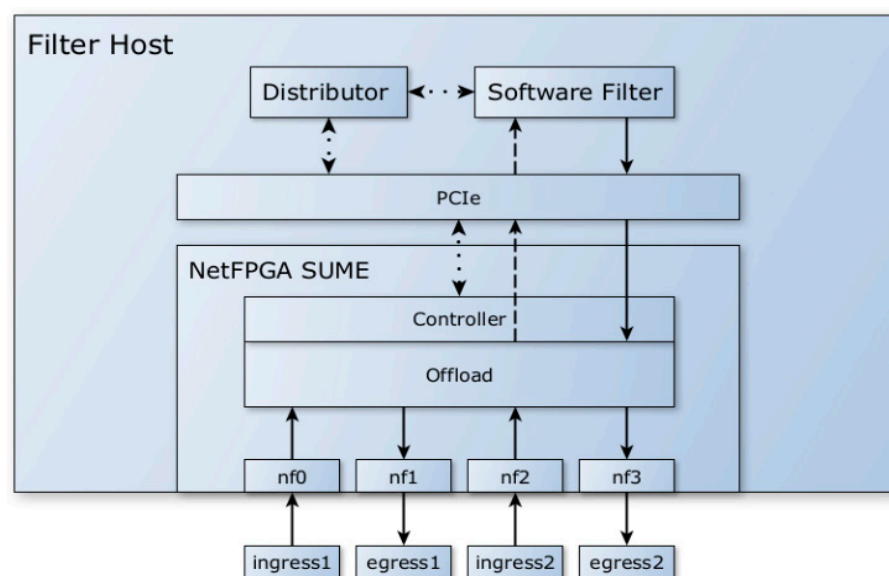 Filter Host
Distributor
Software Filter
PCIe
NetFPGA SUME
Controller
Offload
nf0
nf1
nf2
nf3
ingress1
egress1
ingress2
egress2